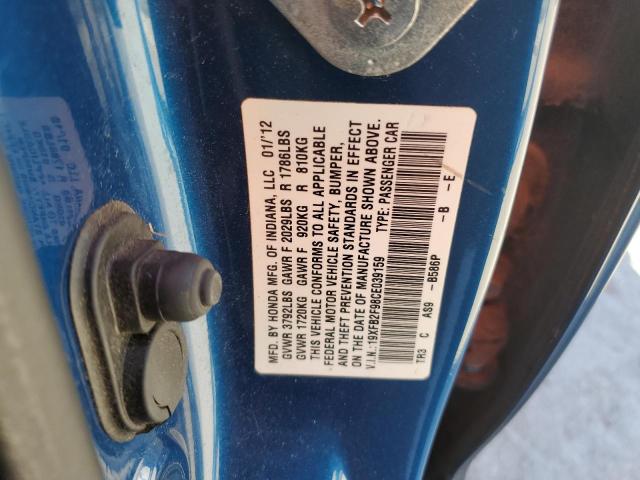 MFD. BY HONDA MFG. OF INDIANA, LLC 01/'12
GVWR 3792LBS GAWR F 2029LBS R 1786LBS
GVWR 1720KG GAWR F 920KG R 810KG
THIS VEHICLE CONFORMS TO ALL APPLICABLE
FEDERAL MOTOR VEHICLE SAFETY, BUMPER,
AND THEFT PREVENTION STANDARDS IN EFFECT
ON THE DATE OF MANUFACTURE SHOWN ABOVE.
V.I.N.: 19XFB2F98CE039159 TYPE: PASSENGER CAR
TR3 C AS9 -B586P -B -E